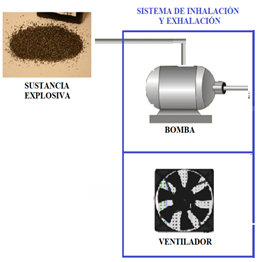 SISTEMA DE INHALACIÓN
Y EXHALACIÓN
SUSTANCIA
EXPLOSIVA
BOMBA
VENTILADOR